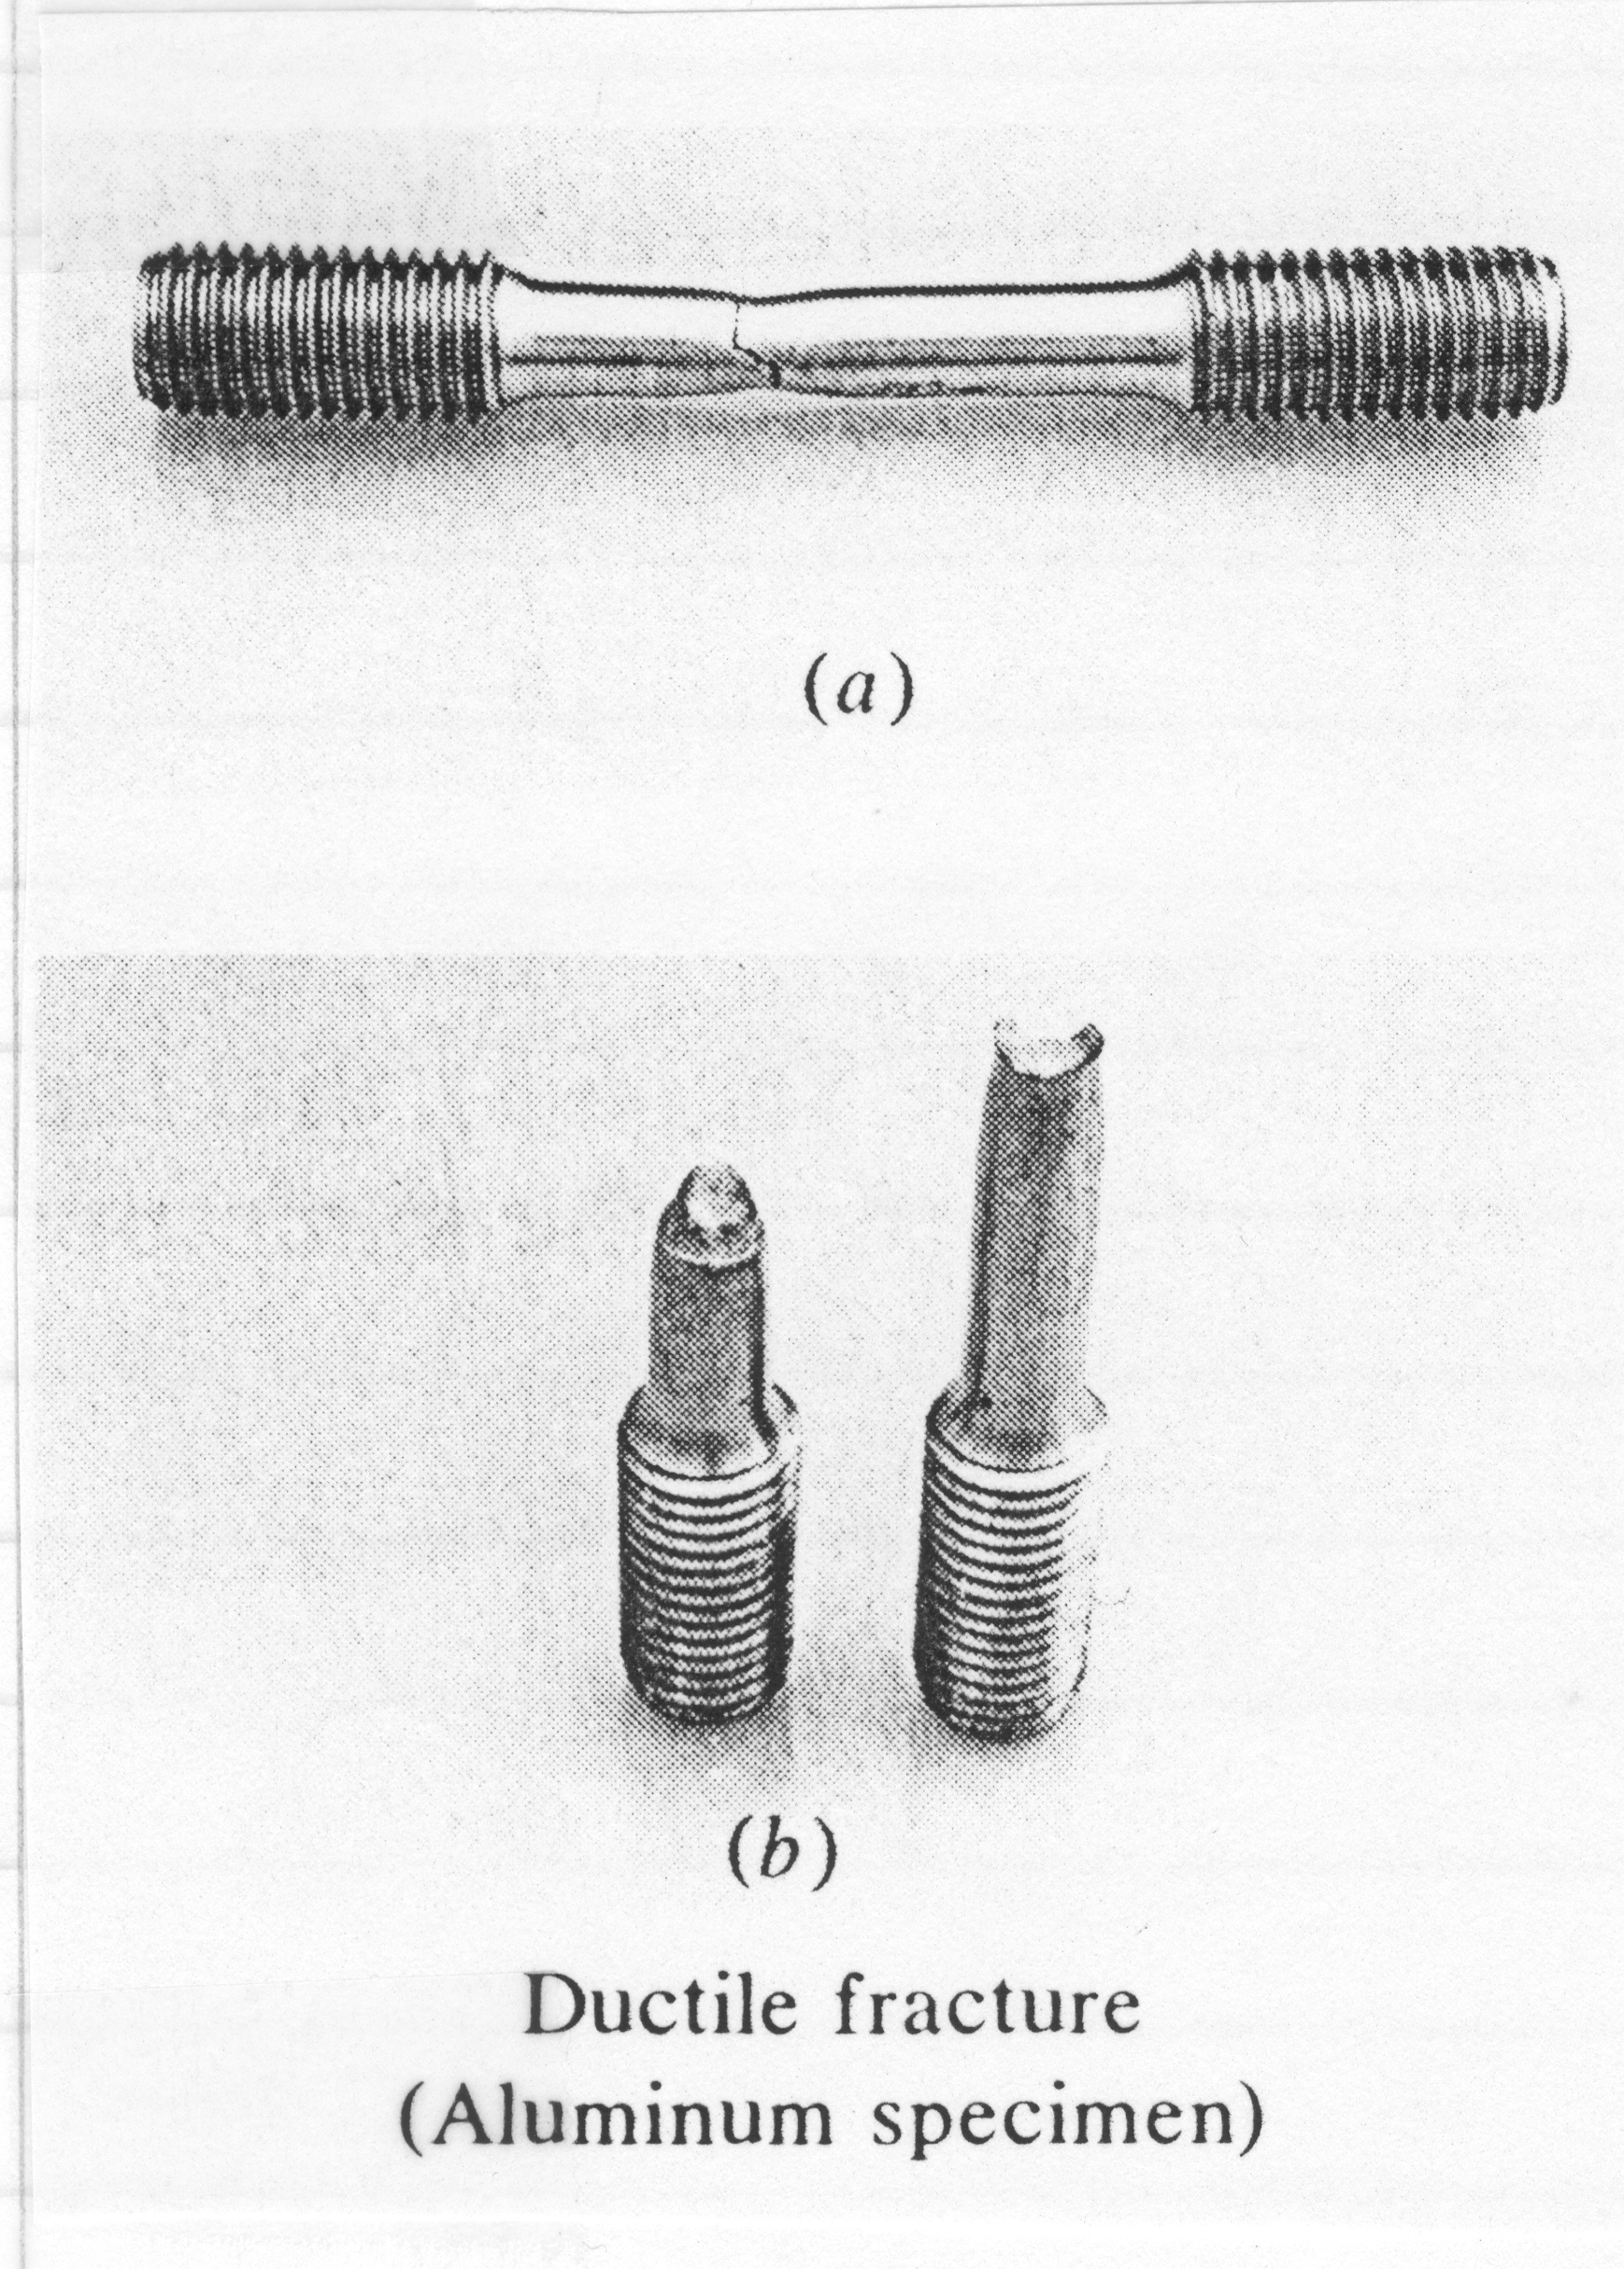 (a)
(b)
Ductile fracture
(Aluminum specimen)